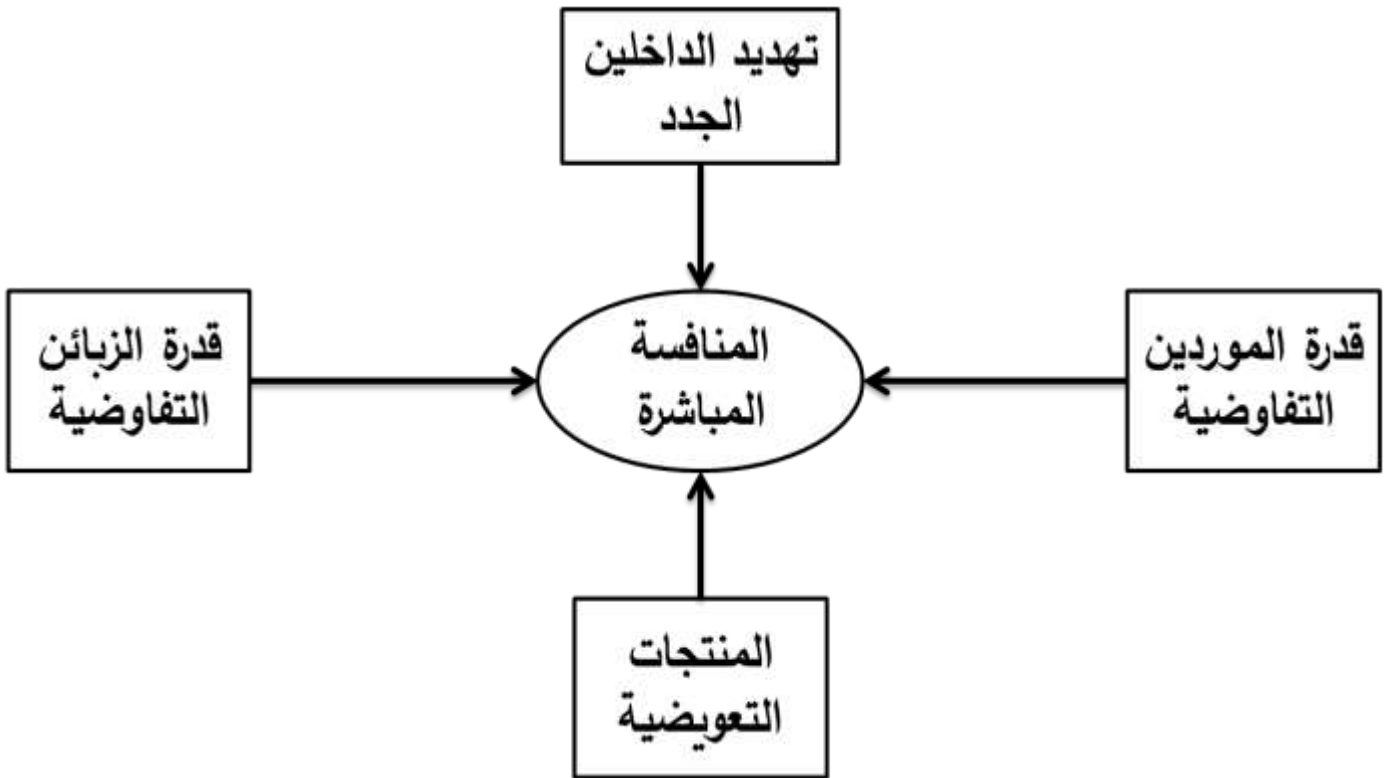 تهديد الداخلين
الجدد
قدرة الموردين
التفاوضية
المنافسة
المباشرة
قدرة الزبائن
التفاوضية
المنتجات
التعويضية